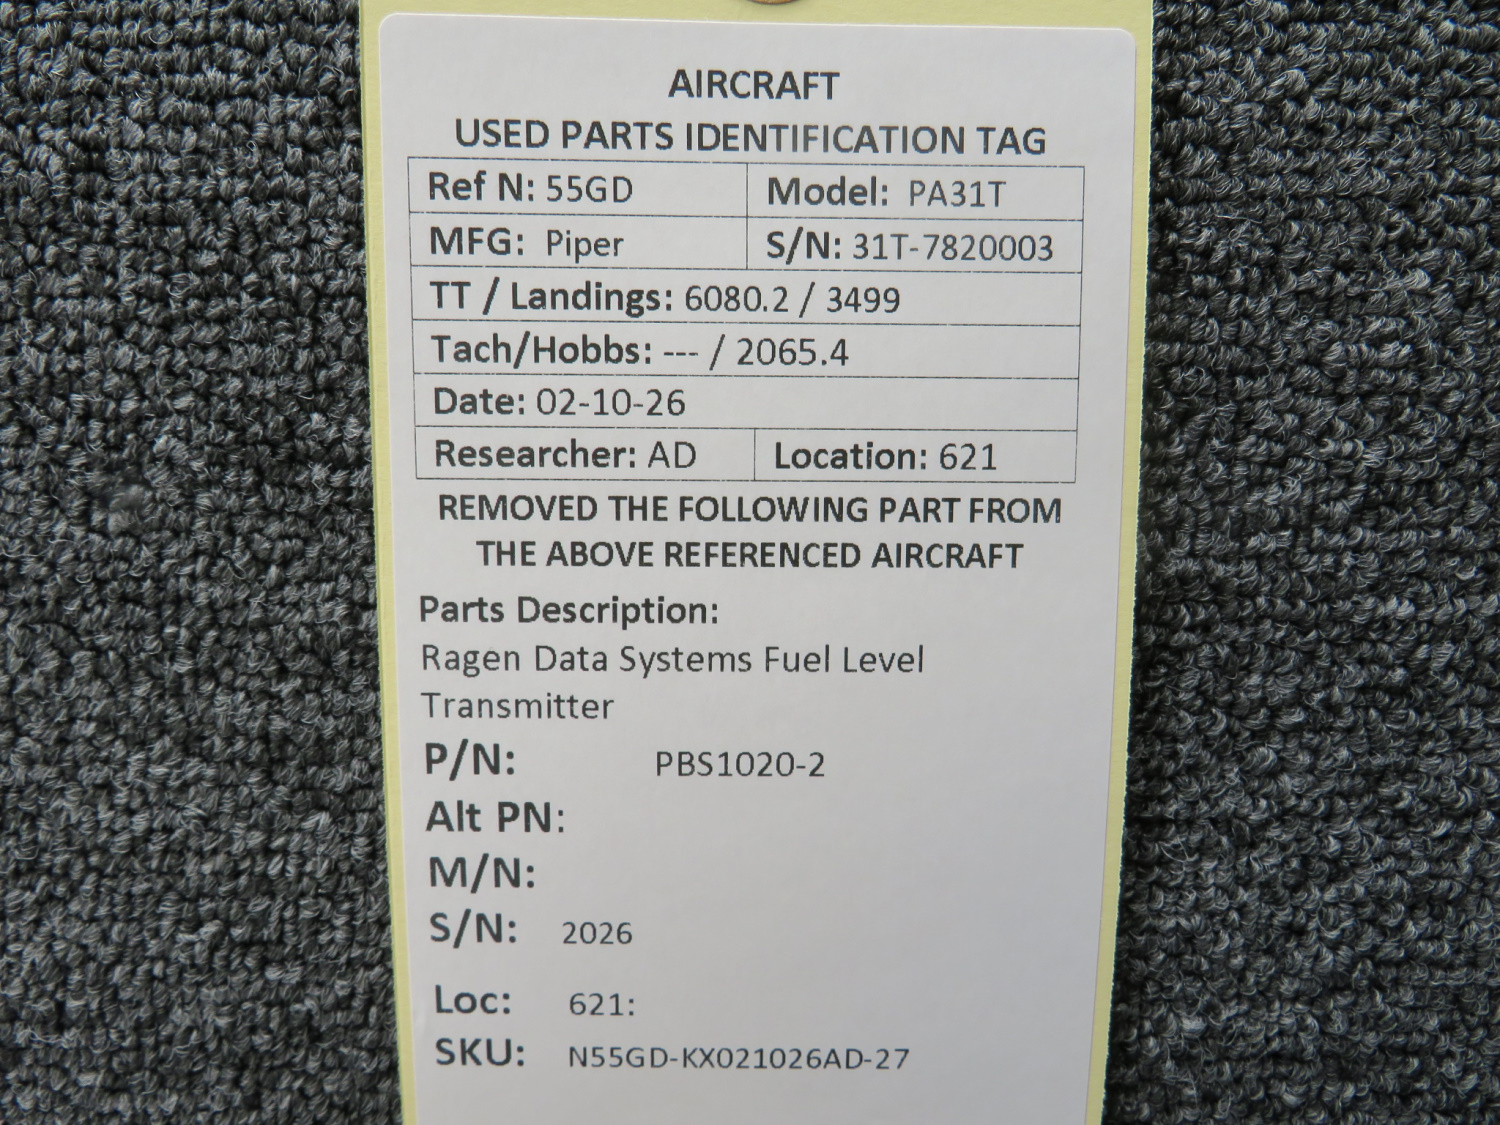 AIRCRAFT
USED PARTS IDENTIFICATION TAG
Ref N: 55GD Model: PA31T
MFG: Piper S/N: 31T-7820003
TT / Landings: 6080.2 / 3499
Tach/Hobbs: --- / 2065.4
Date: 02-10-26
Researcher: AD Location: 621
REMOVED THE FOLLOWING PART FROM
THE ABOVE REFERENCED AIRCRAFT
Parts Description:
Ragen Data Systems Fuel Level
Transmitter
P/N: PBS1020-2
Alt PN:
M/N:
S/N: 2026
Loc: 621:
SKU: N55GD-KX021026AD-27